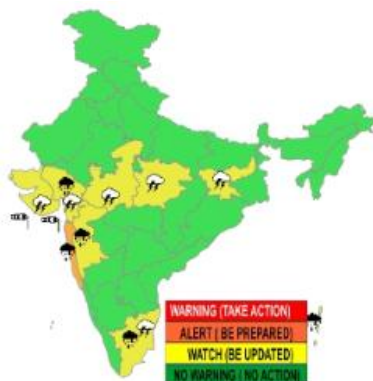 WARNING (TAKE ACTION)
ALERT ( BE PREPARED)
WATCH (BE UPDATED)
NO WARNING ( NO ACTION)